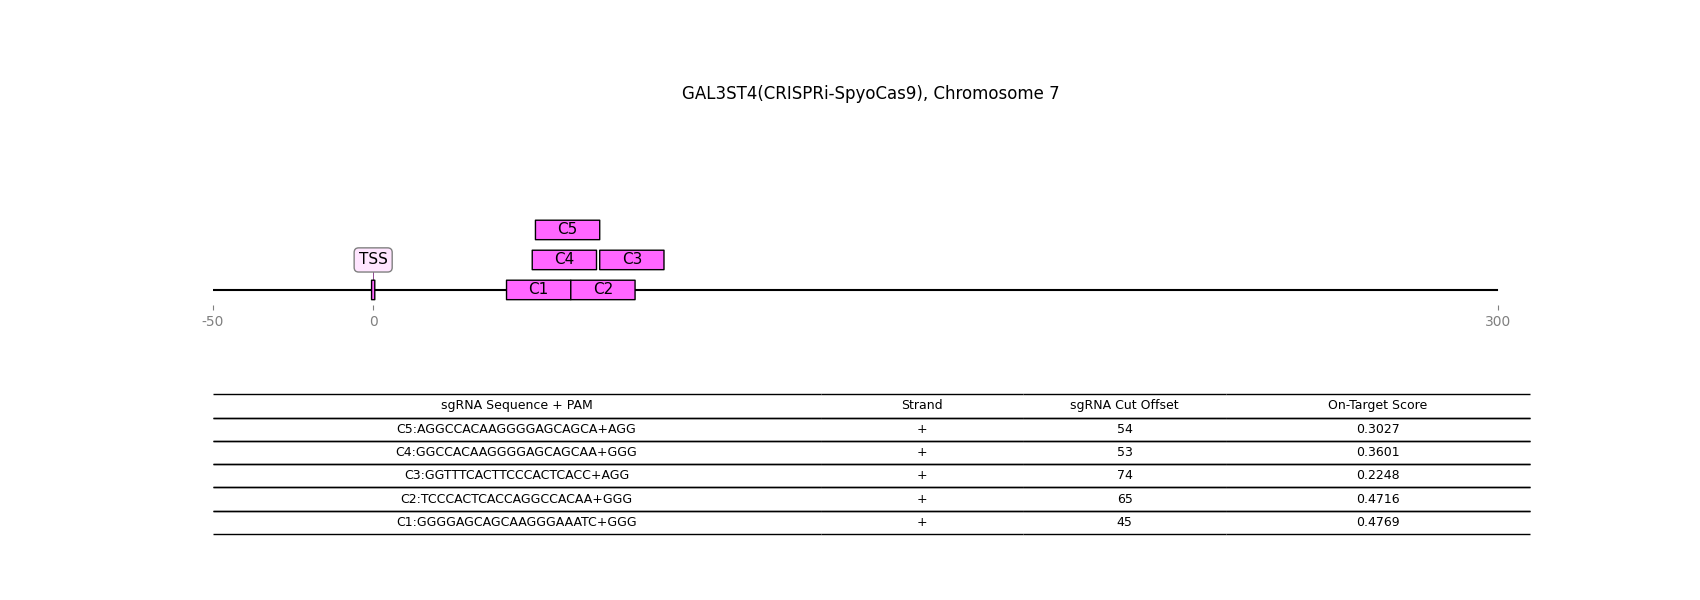 GAL3ST4(CRISPRi-SpyoCas9), Chromosome 7
C5
TSS C4 C3
C1 C2
-50 0 300
sgRNA Sequence + PAM Strand sgRNA Cut Offset On-Target Score
C5:AGGCCACAAGGGGAGCAGCA+AGG + 54 0.3027
C4:GGCCACAAGGGGAGCAGCAA+GGG + 53 0.3601
C3:GGTTTCACTTCCCACTCACC+AGG + 74 0.2248
C2:TCCCACTCACCAGGCCACAA+GGG + 65 0.4716
C1:GGGGAGCAGCAAGGGAAATC+GGG + 45 0.4769